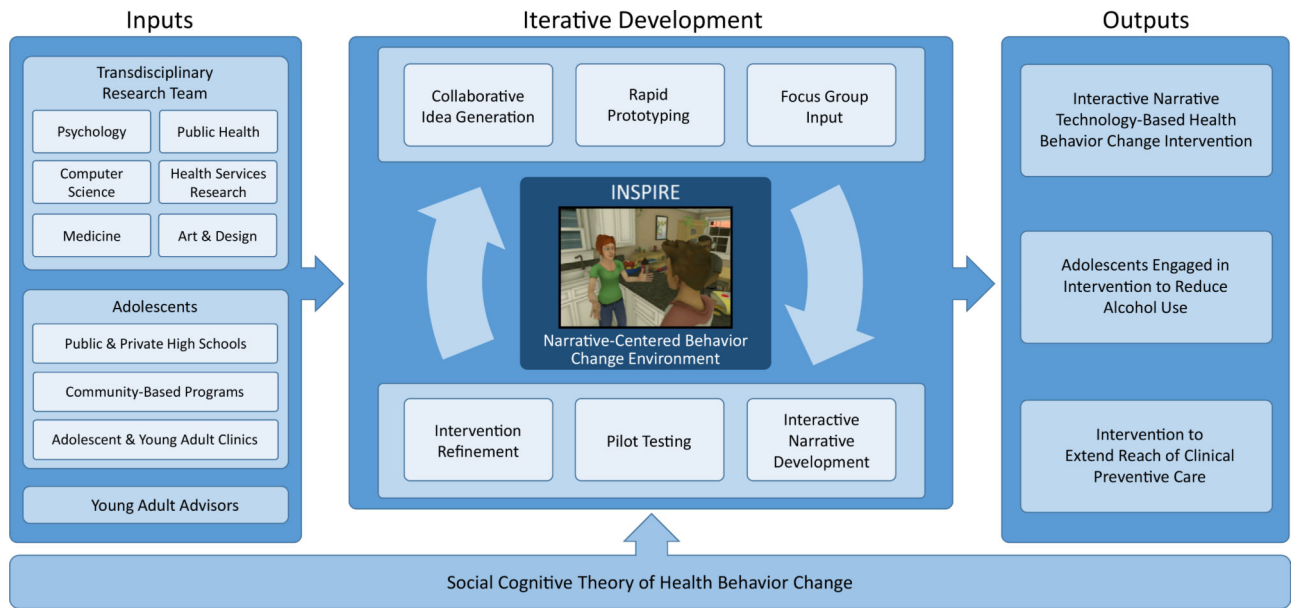 Inputs
Transdisciplinary
Research Team
Psychology
Public Health
Computer
Science
Health Services
Research
Medicine
Art & Design
Adolescents
Public & Private High Schools
Community-Based Programs
Adolescent & Young Adult Clinics
Young Adult Advisors
Iterative Development
Collaborative
Idea Generation
Rapid
Prototyping
Focus Group
Input
INSPIRE
Narrative-Centered Behavior
Change Environment
Intervention
Refinement
Pilot Testing
Interactive
Narrative
Development
Outputs
Interactive Narrative
Technology-Based Health
Behavior Change Intervention
Adolescents Engaged in
Intervention to Reduce
Alcohol Use
Intervention to
Extend Reach of Clinical
Preventive Care
Social Cognitive Theory of Health Behavior Change